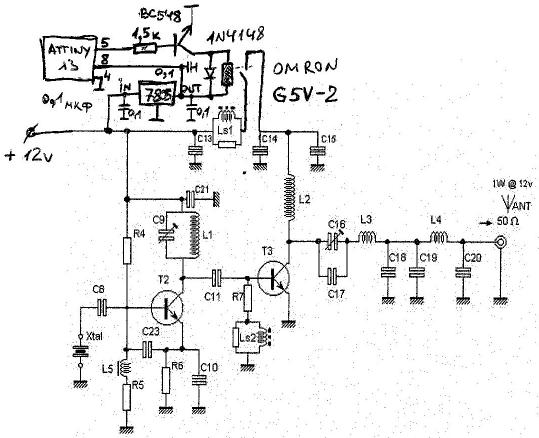 BC548
1,5K
1N4148
ATTINY
13
5
8
4
0,1
IN
OUT
OMRON
G5V-2
0,1 МКФ
0,1
0,1
+ 12V
C13
Ls1
C14
C15
C21
L2
1W @ 12v
ANT
50 Ω
C9
L1
R4
C16
L3
L4
T2
T3
C8
C11
R7
C17
C18
C19
C20
Xtal
C23
Ls2
L5
R6
C10
R5